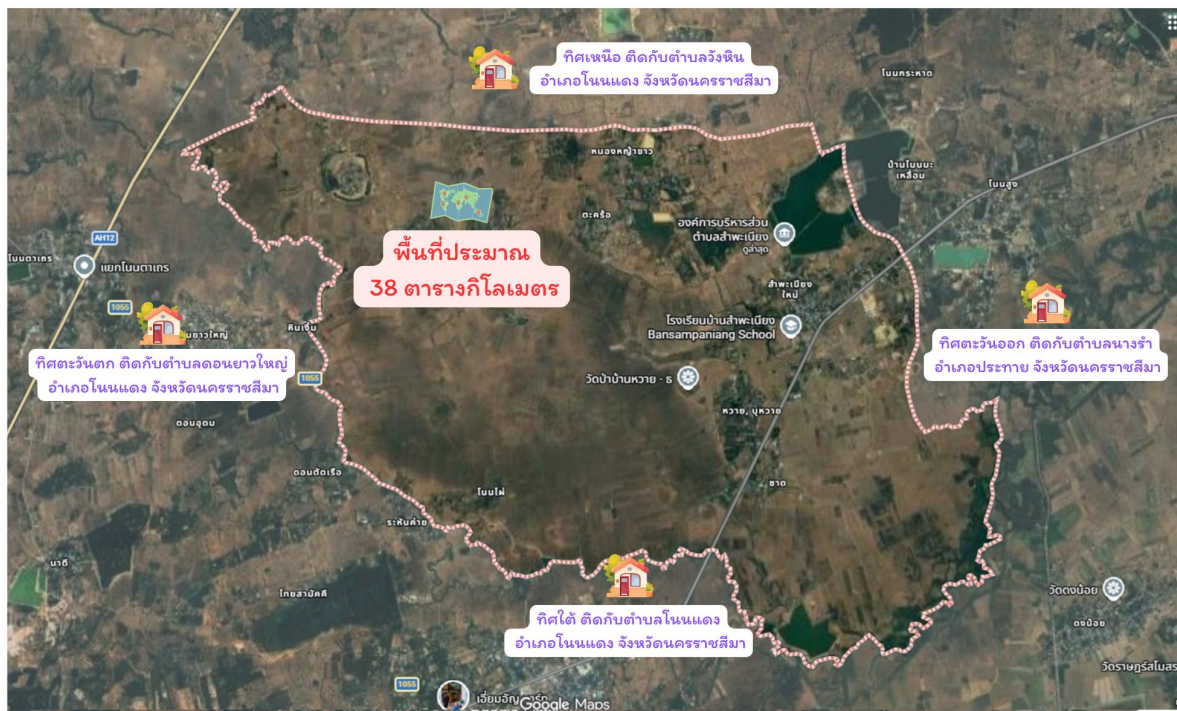 ทิศเหนือ ติดกับตำบลวังหิน
อำเภอโนนแดง จังหวัดนครราชสีมา
โนนกระหาด
หนองหญ้าขาว
บ้านโนนมะ
เหลื่อม
โนนสูง
ตะคร้อ
องค์การบริหารส่วน
ตำบลสำพะเนียง
ดูล่าสุด
AH12
โนนตาเถร
แยกโนนตาเถร
พื้นที่ประมาณ
38 ตารางกิโลเมตร
สำพะเนียง
ใหม่
1055
หินเงิบ
โรงเรียนบ้านสำพะเนียง
Bansampaniang School
ทิศตะวันตก ติดกับตำบลดอนยาวใหญ่
อำเภอโนนแดง จังหวัดนครราชสีมา
1055
ทิศตะวันออก ติดกับตำบลนางรำ
อำเภอประทาย จังหวัดนครราชสีมา
วัดป่าบ้านหวาย - ธ
หวาย, บุหวาย
ดอนอุดม
ดอนตัดเรือ
โนนไผ่
ชาด
ระหันค่าย
นาดี
ไทยสามัคคี
ทิศใต้ ติดกับตำบลโนนแดง
อำเภอโนนแดง จังหวัดนครราชสีมา
วัดดงน้อย
ดงน้อย
วัดราษฎร์สโมสร
1055
Google Maps